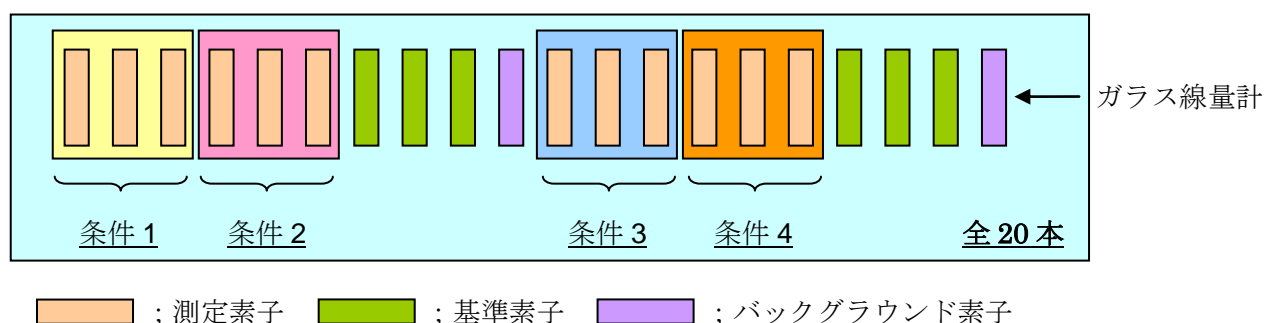 ガラス線量計
条件1 条件2 条件3 条件4 全20本
;測定素子 ;基準素子 ;バックグラウンド素子